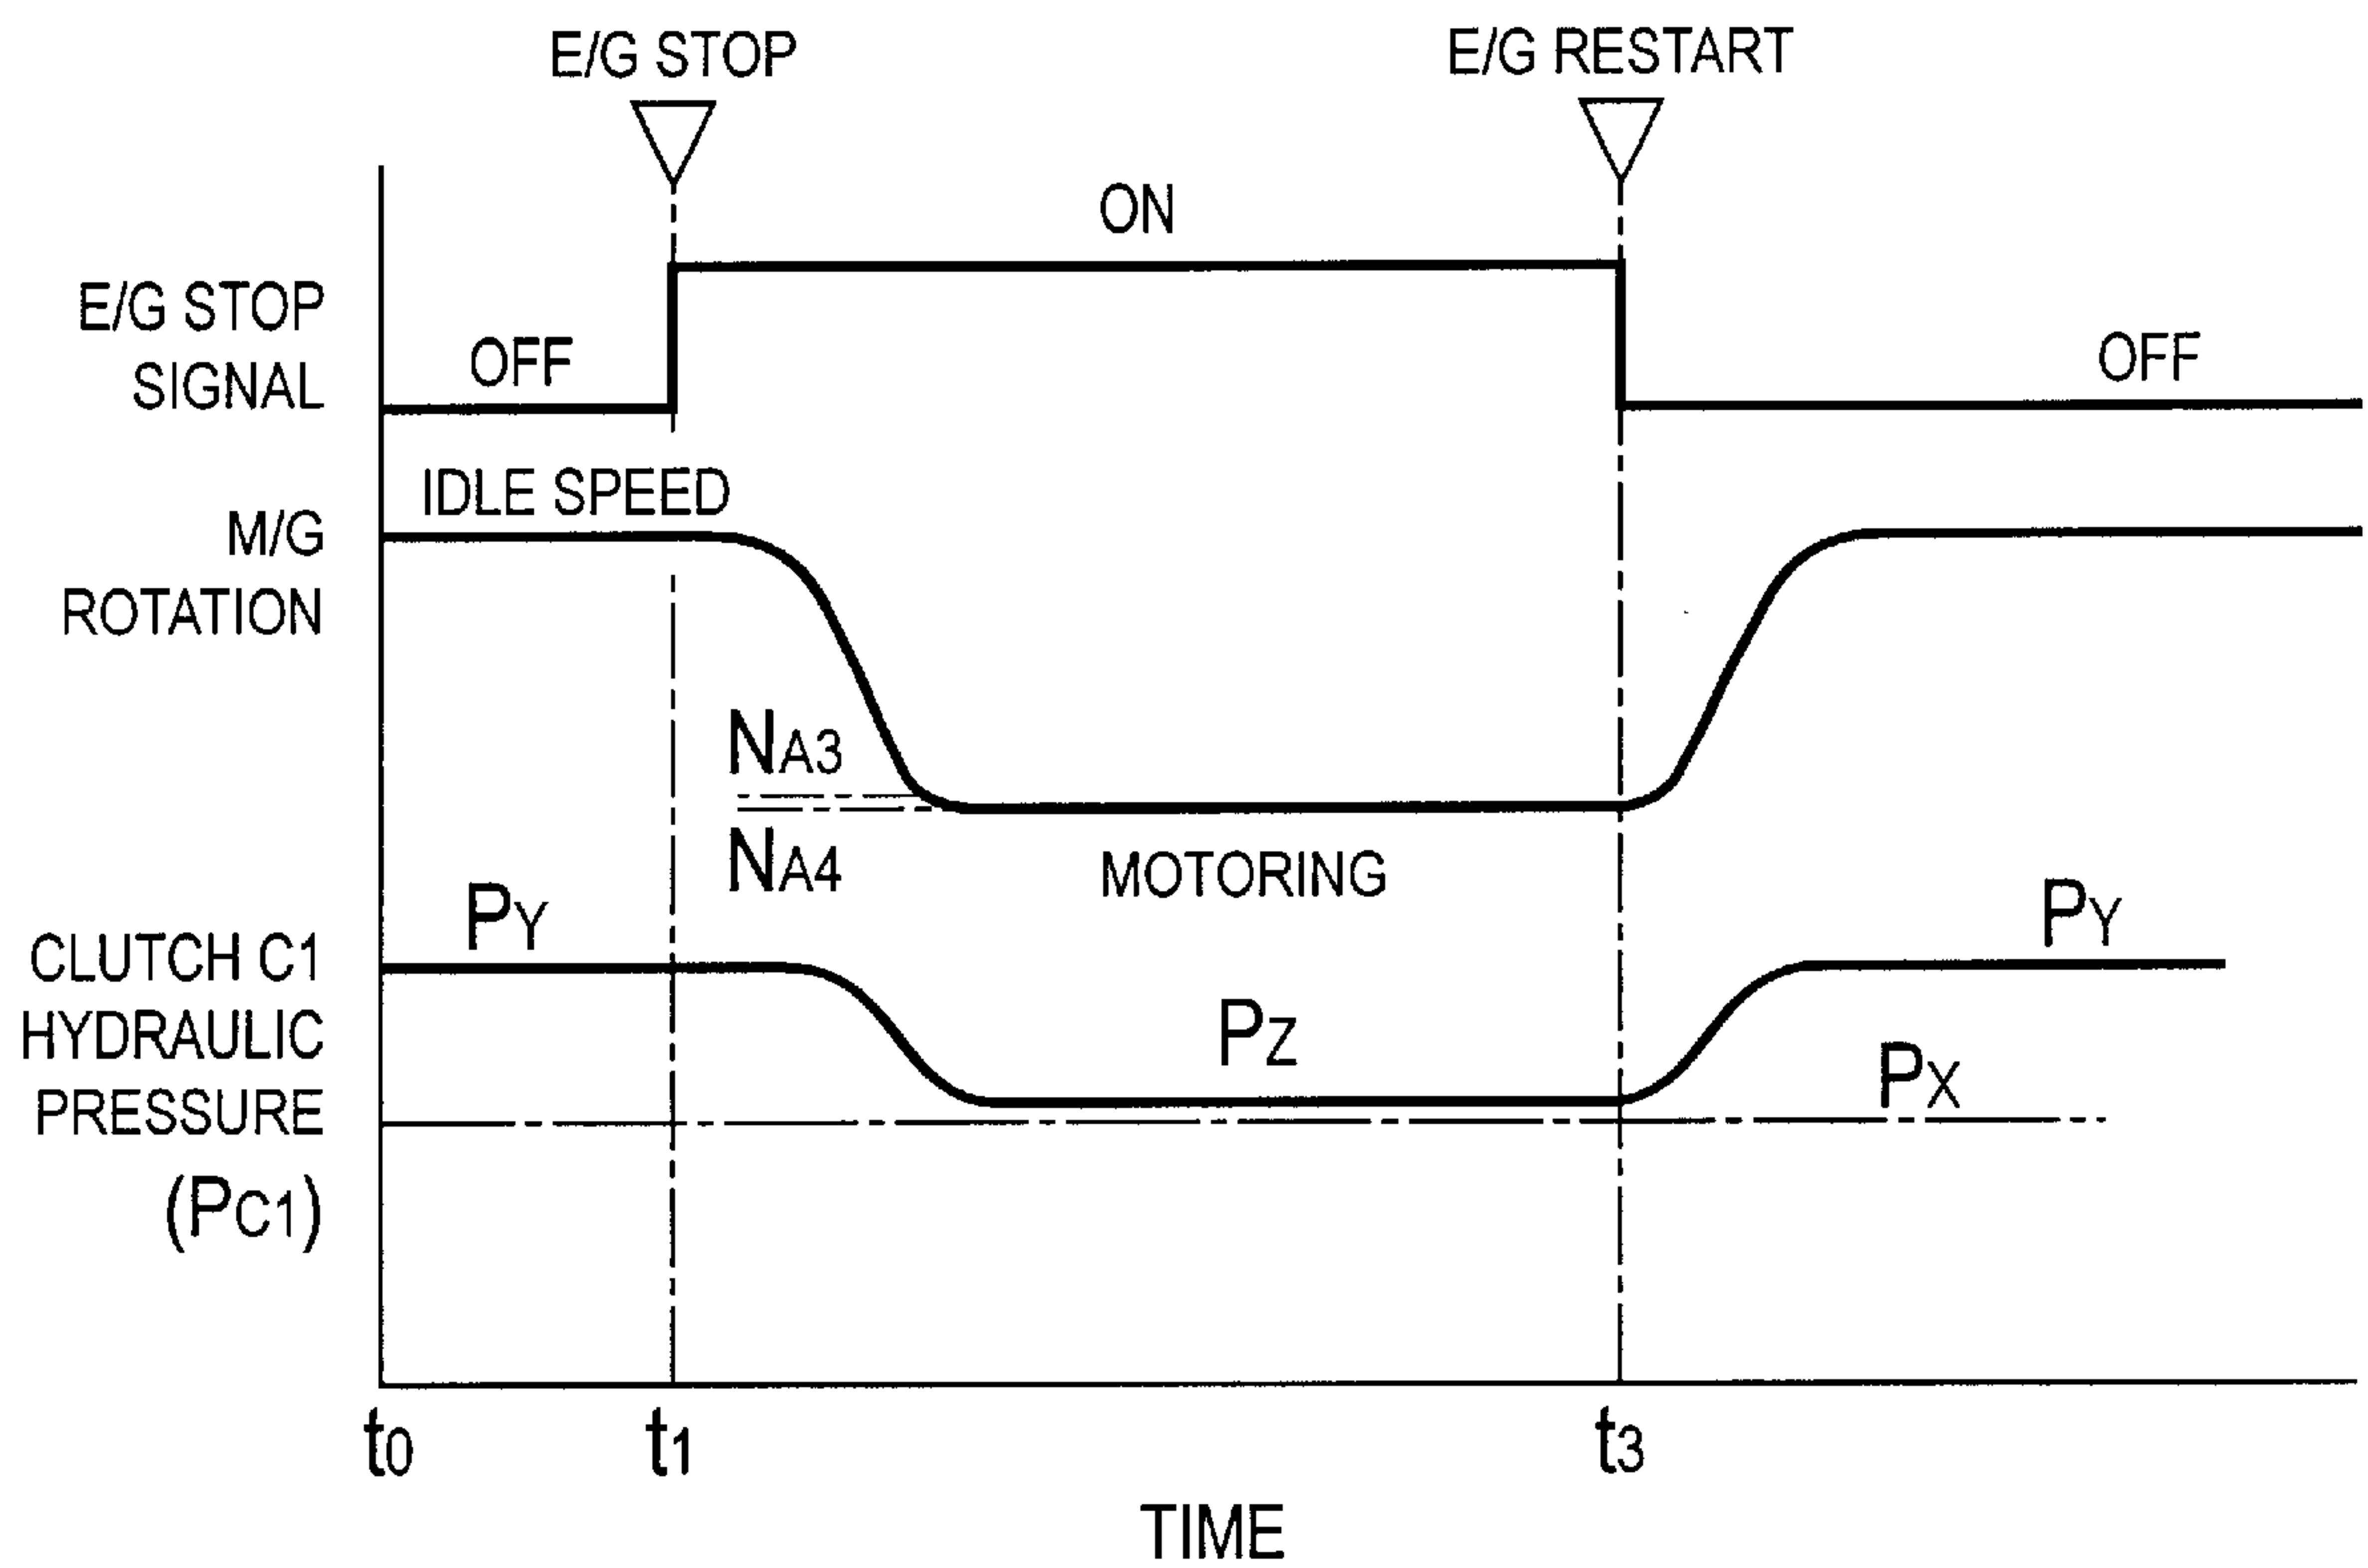 E/G STOP
E/G RESTART
ON
E/G STOP
SIGNAL
OFF
OFF
IDLE SPEED
M/G
ROTATION
NA3
NA4
MOTORING
PY
PY
CLUTCH C1
HYDRAULIC
PRESSURE
(PC1)
PZ
PX
t0
t1
t3
TIME